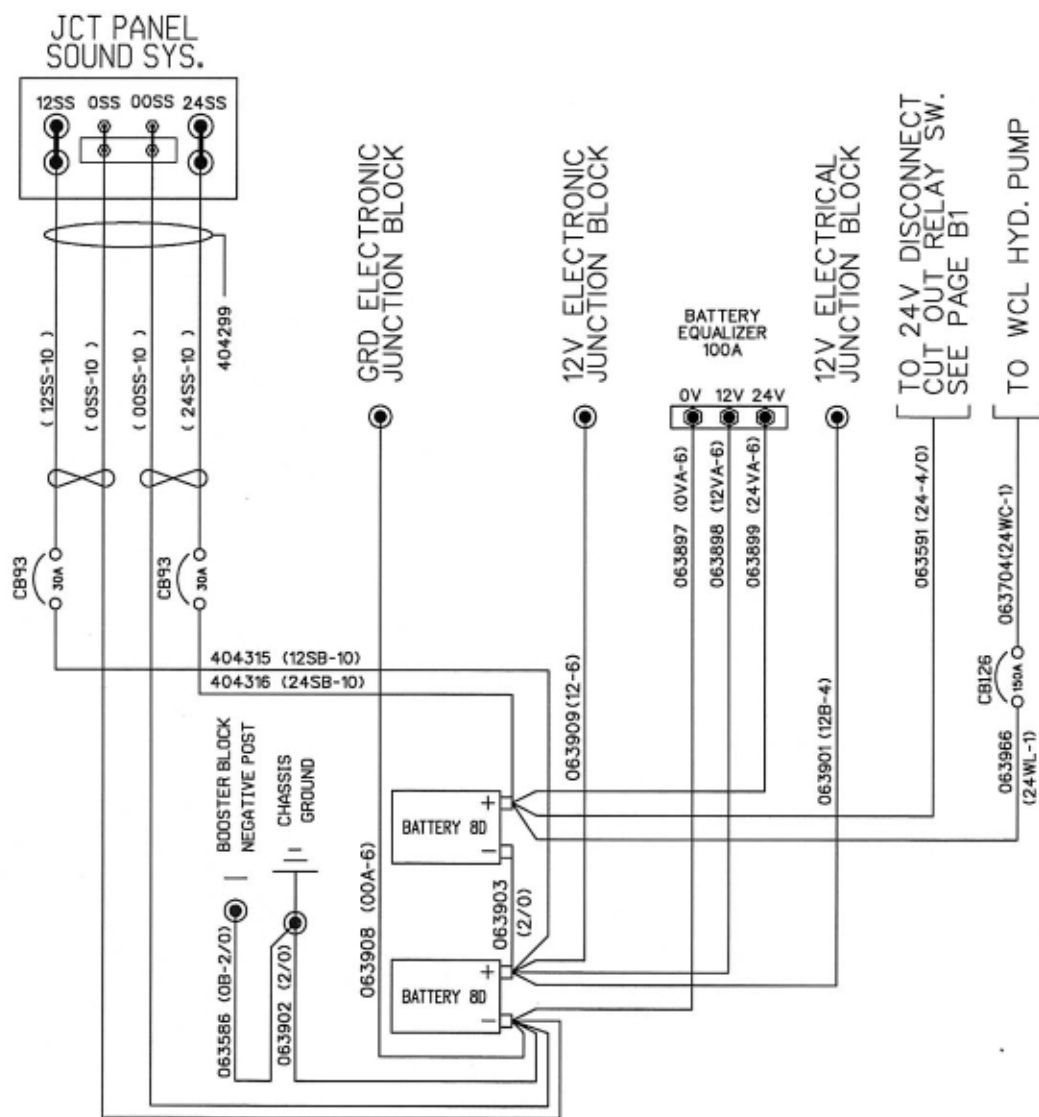 JCT PANEL
SOUND SYS.
12SS 0SS 00SS 24SS
404299
( 12SS-10 )
( 0SS-10 )
( 00SS-10 )
( 24SS-10 )
CB93
30A
CB93
30A
GRD ELECTRONIC
JUNCTION BLOCK
12V ELECTRONIC
JUNCTION BLOCK
BATTERY
EQUALIZER
100A
0V 12V 24V
12V ELECTRICAL
JUNCTION BLOCK
TO 24V DISCONNECT
CUT OUT RELAY SW.
SEE PAGE B1
TO WCL HYD. PUMP
063897 (0VA-6)
063898 (12VA-6)
063899 (24VA-6)
063591 (24-4/0)
063704(24WC-1)
CB126
150A
063966
(24WL-1)
404315 (12SB-10)
404316 (24SB-10)
063909 (12-6)
063901 (12B-4)
BOOSTER BLOCK
NEGATIVE POST
CHASSIS
GROUND
+
BATTERY 8D
−
063903
(2/0)
+
BATTERY 8D
−
063586 (0B-2/0)
063902 (2/0)
063908 (00A-6)